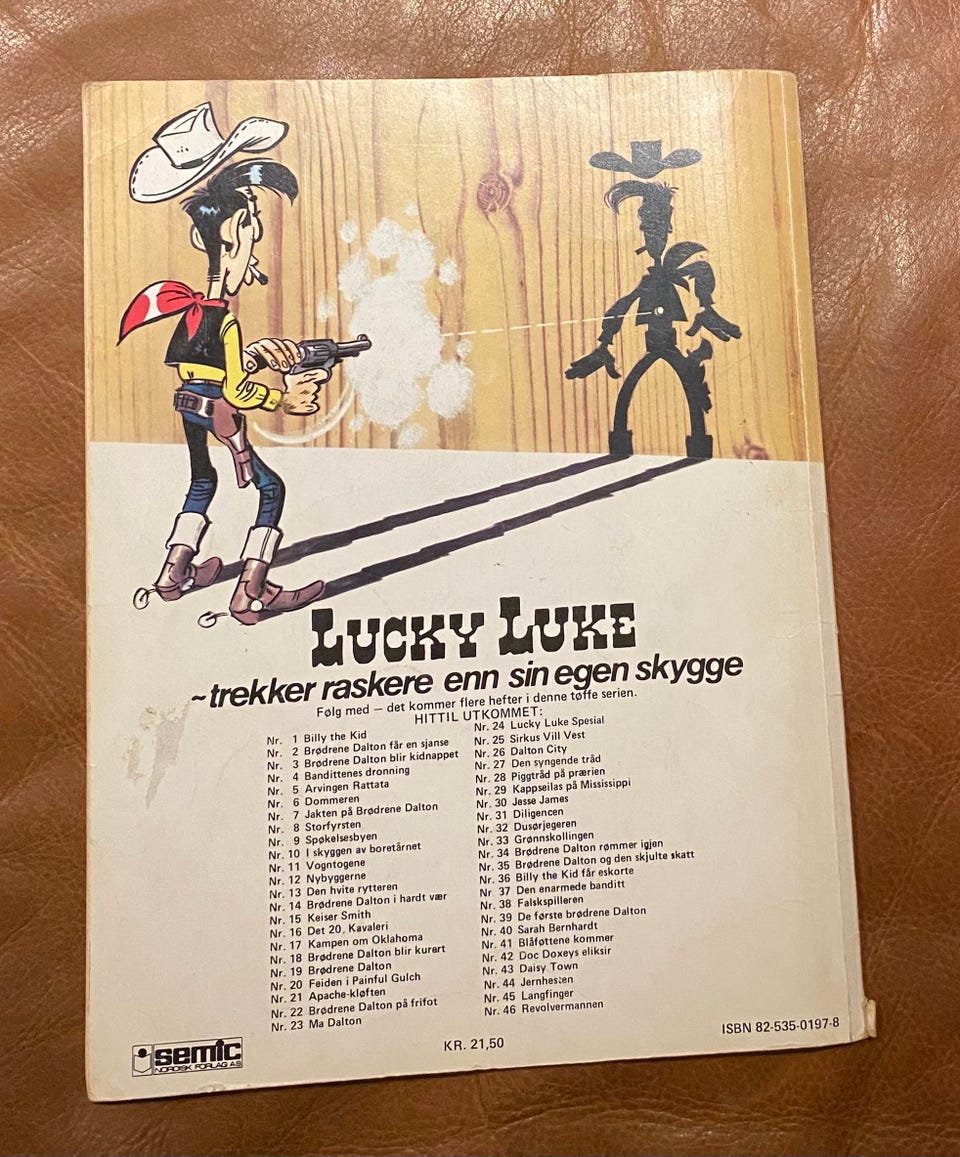 LUCKY LUKE
~trekker raskere enn sin egen skygge
Følg med — det kommer flere hefter i denne tøffe serien.
HITTIL UTKOMMET:
Nr. 1 Billy the Kid
Nr. 2 Brødrene Dalton får en sjanse
Nr. 3 Brødrene Dalton blir kidnappet
Nr. 4 Bandittenes dronning
Nr. 5 Arvingen Rattata
Nr. 6 Dommeren
Nr. 7 Jakten på Brødrene Dalton
Nr. 8 Storfyrsten
Nr. 9 Spøkelsesbyen
Nr. 10 I skyggen av boretårnet
Nr. 11 Vogntogene
Nr. 12 Nybyggerne
Nr. 13 Den hvite rytteren
Nr. 14 Brødrene Dalton i hardt vær
Nr. 15 Keiser Smith
Nr. 16 Det 20. Kavaleri
Nr. 17 Kampen om Oklahoma
Nr. 18 Brødrene Dalton blir kurert
Nr. 19 Brødrene Dalton
Nr. 20 Feiden i Painful Gulch
Nr. 21 Apache-kløften
Nr. 22 Brødrene Dalton på frifot
Nr. 23 Ma Dalton
Nr. 24 Lucky Luke Spesial
Nr. 25 Sirkus Vill Vest
Nr. 26 Dalton City
Nr. 27 Den syngende tråd
Nr. 28 Piggtråd på prærien
Nr. 29 Kappseilas på Mississippi
Nr. 30 Jesse James
Nr. 31 Diligencen
Nr. 32 Dusørjegeren
Nr. 33 Grønnskollingen
Nr. 34 Brødrene Dalton rømmer igjen
Nr. 35 Brødrene Dalton og den skjulte skatt
Nr. 36 Billy the Kid får eskorte
Nr. 37 Den enarmede banditt
Nr. 38 Falskspilleren
Nr. 39 De første brødrene Dalton
Nr. 40 Sarah Bernhardt
Nr. 41 Blåføttene kommer
Nr. 42 Doc Doxeys eliksir
Nr. 43 Daisy Town
Nr. 44 Jernhesten
Nr. 45 Langfinger
Nr. 46 Revolvermannen
semic
NORDISK FORLAG A.S
KR. 21,50
ISBN 82-535-0197-8